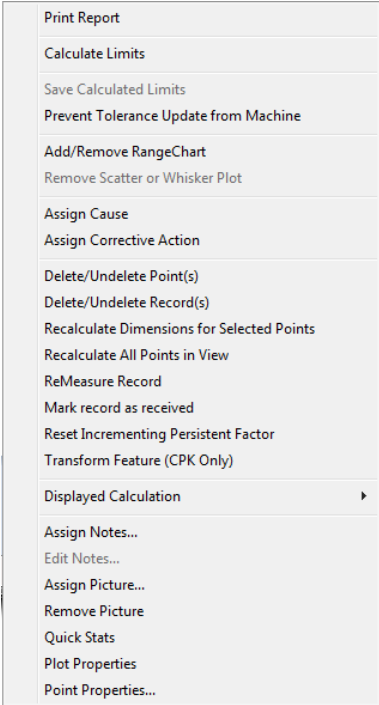 Print Report
Calculate Limits
Save Calculated Limits
Prevent Tolerance Update from Machine
Add/Remove RangeChart
Remove Scatter or Whisker Plot
Assign Cause
Assign Corrective Action
Delete/Undelete Point(s)
Delete/Undelete Record(s)
Recalculate Dimensions for Selected Points
Recalculate All Points in View
ReMeasure Record
Mark record as received
Reset Incrementing Persistent Factor
Transform Feature (CPK Only)
Displayed Calculation
Assign Notes...
Edit Notes...
Assign Picture...
Remove Picture
Quick Stats
Plot Properties
Point Properties...